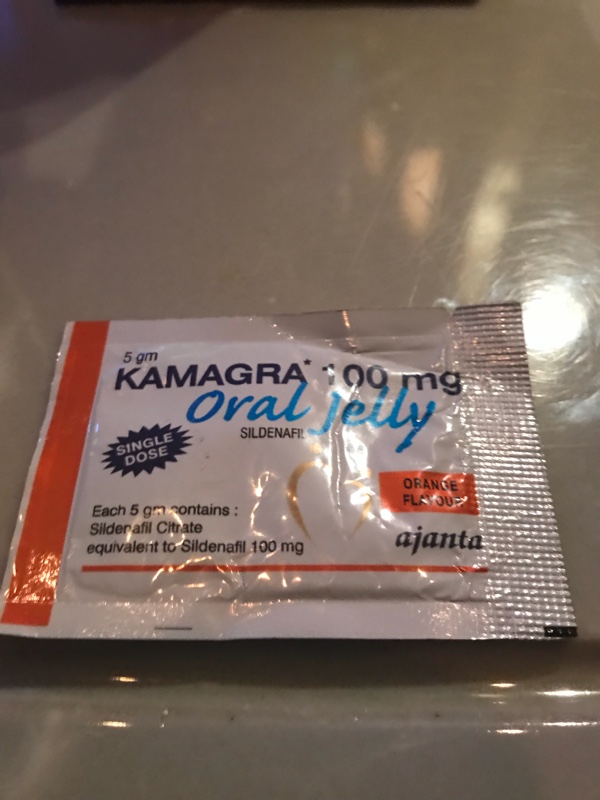 5 gm
KAMAGRA* 100 mg
Oral Jelly
SILDENAFIL
SINGLE
DOSE
ORANGE
FLAVOUR
Each 5 gm contains :
Sildenafil Citrate
equivalent to Sildenafil 100 mg
ajanta